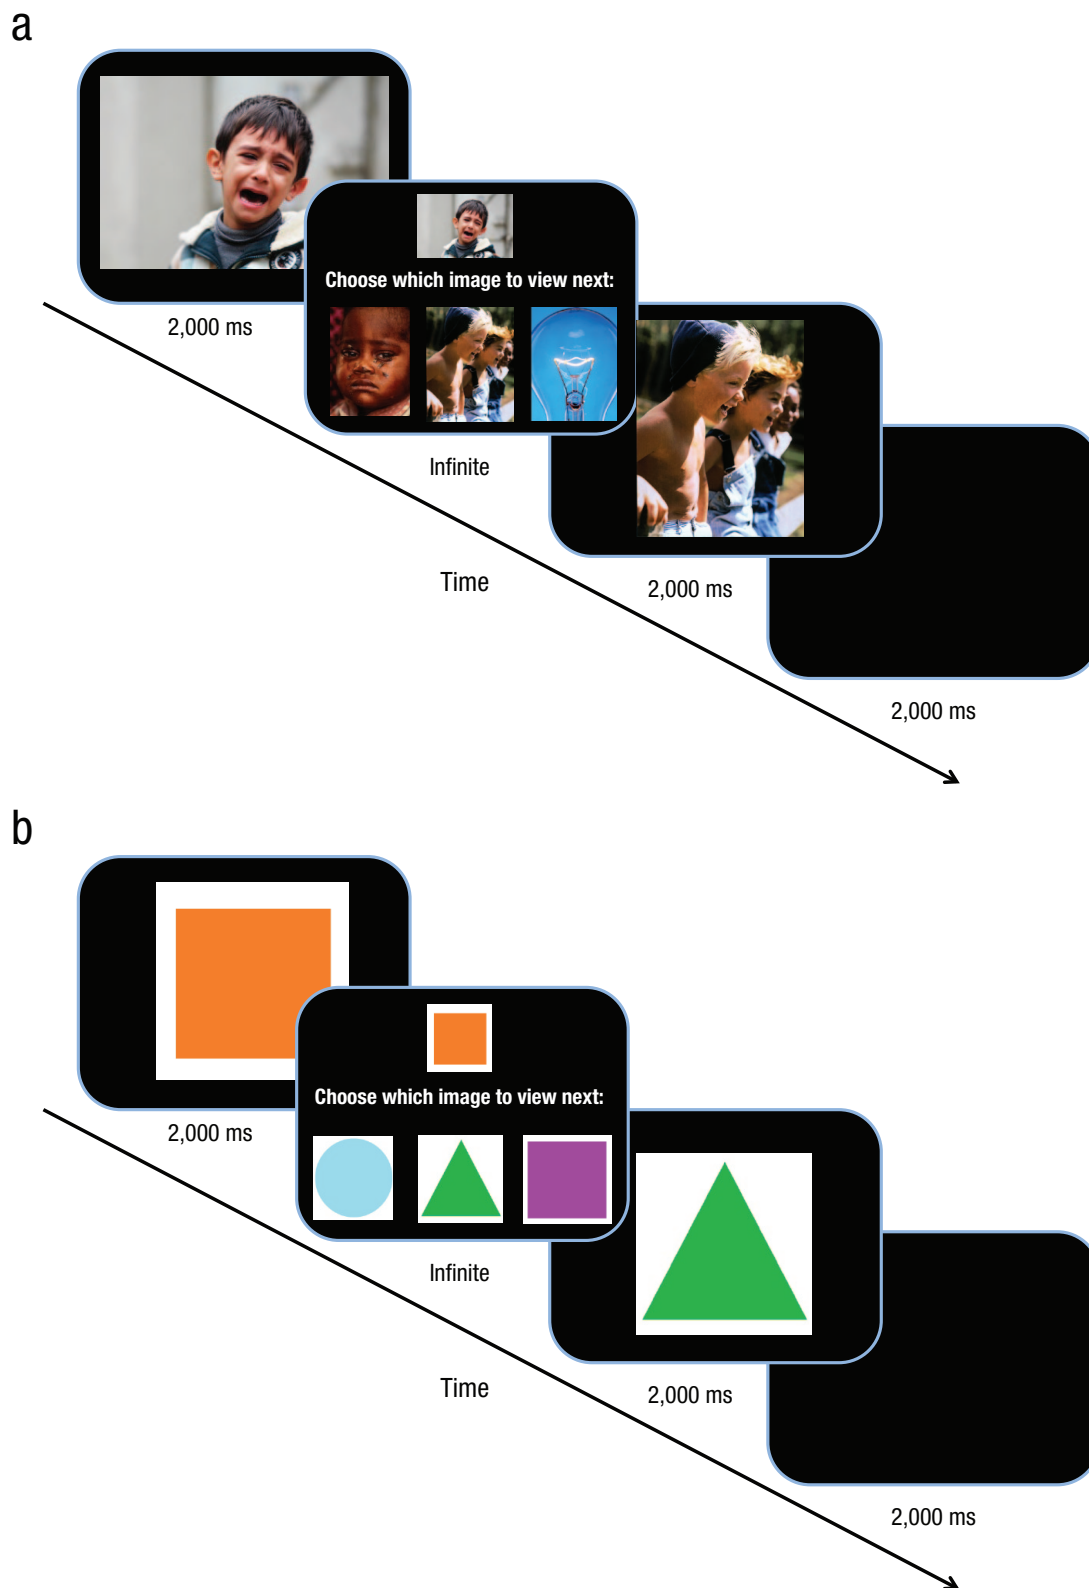 a
Choose which image to view next:
2,000 ms
Infinite
Time
2,000 ms
2,000 ms
b
Choose which image to view next:
2,000 ms
Infinite
Time
2,000 ms
2,000 ms